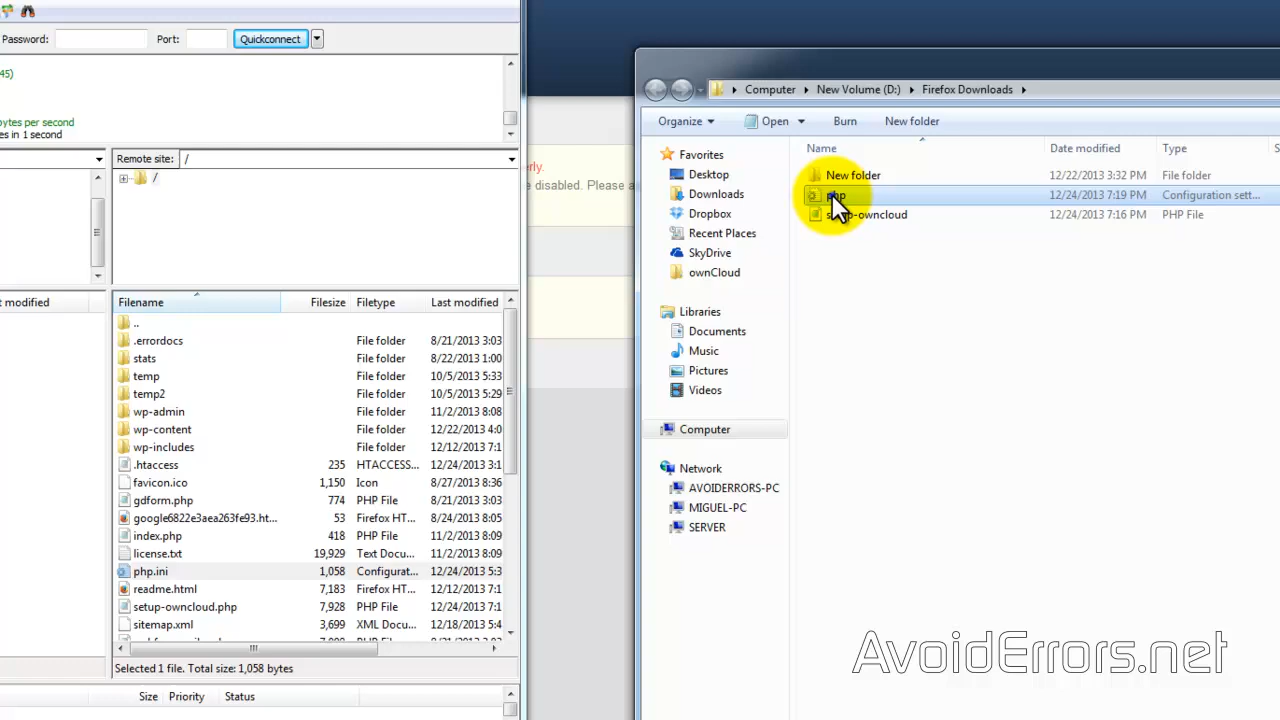 Password: Port: Quickconnect
45)
bytes per second
es in 1 second
Remote site: /
/
t modified
Filename Filesize Filetype Last modified
..
.errordocs File folder 8/21/2013 3:03
stats File folder 8/22/2013 1:00
temp File folder 10/5/2013 5:33
temp2 File folder 10/5/2013 5:29
wp-admin File folder 11/2/2013 8:08
wp-content File folder 12/22/2013 4:0
wp-includes File folder 12/12/2013 7:1
.htaccess 235 HTACCESS... 12/24/2013 3:1
favicon.ico 1,150 Icon 8/27/2013 8:36
gdform.php 774 PHP File 8/21/2013 3:03
google6822e3aea263fe93.ht... 53 Firefox HT... 8/24/2013 8:05
index.php 418 PHP File 11/2/2013 8:09
license.txt 19,929 Text Docu... 11/2/2013 8:09
php.ini 1,058 Configurat... 12/24/2013 5:3
readme.html 7,183 Firefox HT... 12/12/2013 7:1
setup-owncloud.php 7,928 PHP File 12/24/2013 7:1
sitemap.xml 3,699 XML Docu... 12/18/2013 5:4
Selected 1 file. Total size: 1,058 bytes
Size Priority Status
erly.
be disabled. Please a
Computer New Volume (D:) Firefox Downloads
Organize Open Burn New folder
Name Date modified Type S
New folder 12/22/2013 3:32 PM File folder
php 12/24/2013 7:19 PM Configuration sett...
setup-owncloud 12/24/2013 7:16 PM PHP File
Favorites
Desktop
Downloads
Dropbox
Recent Places
SkyDrive
ownCloud
Libraries
Documents
Music
Pictures
Videos
Computer
Network
AVOIDERRORS-PC
MIGUEL-PC
SERVER
AvoidErrors.net